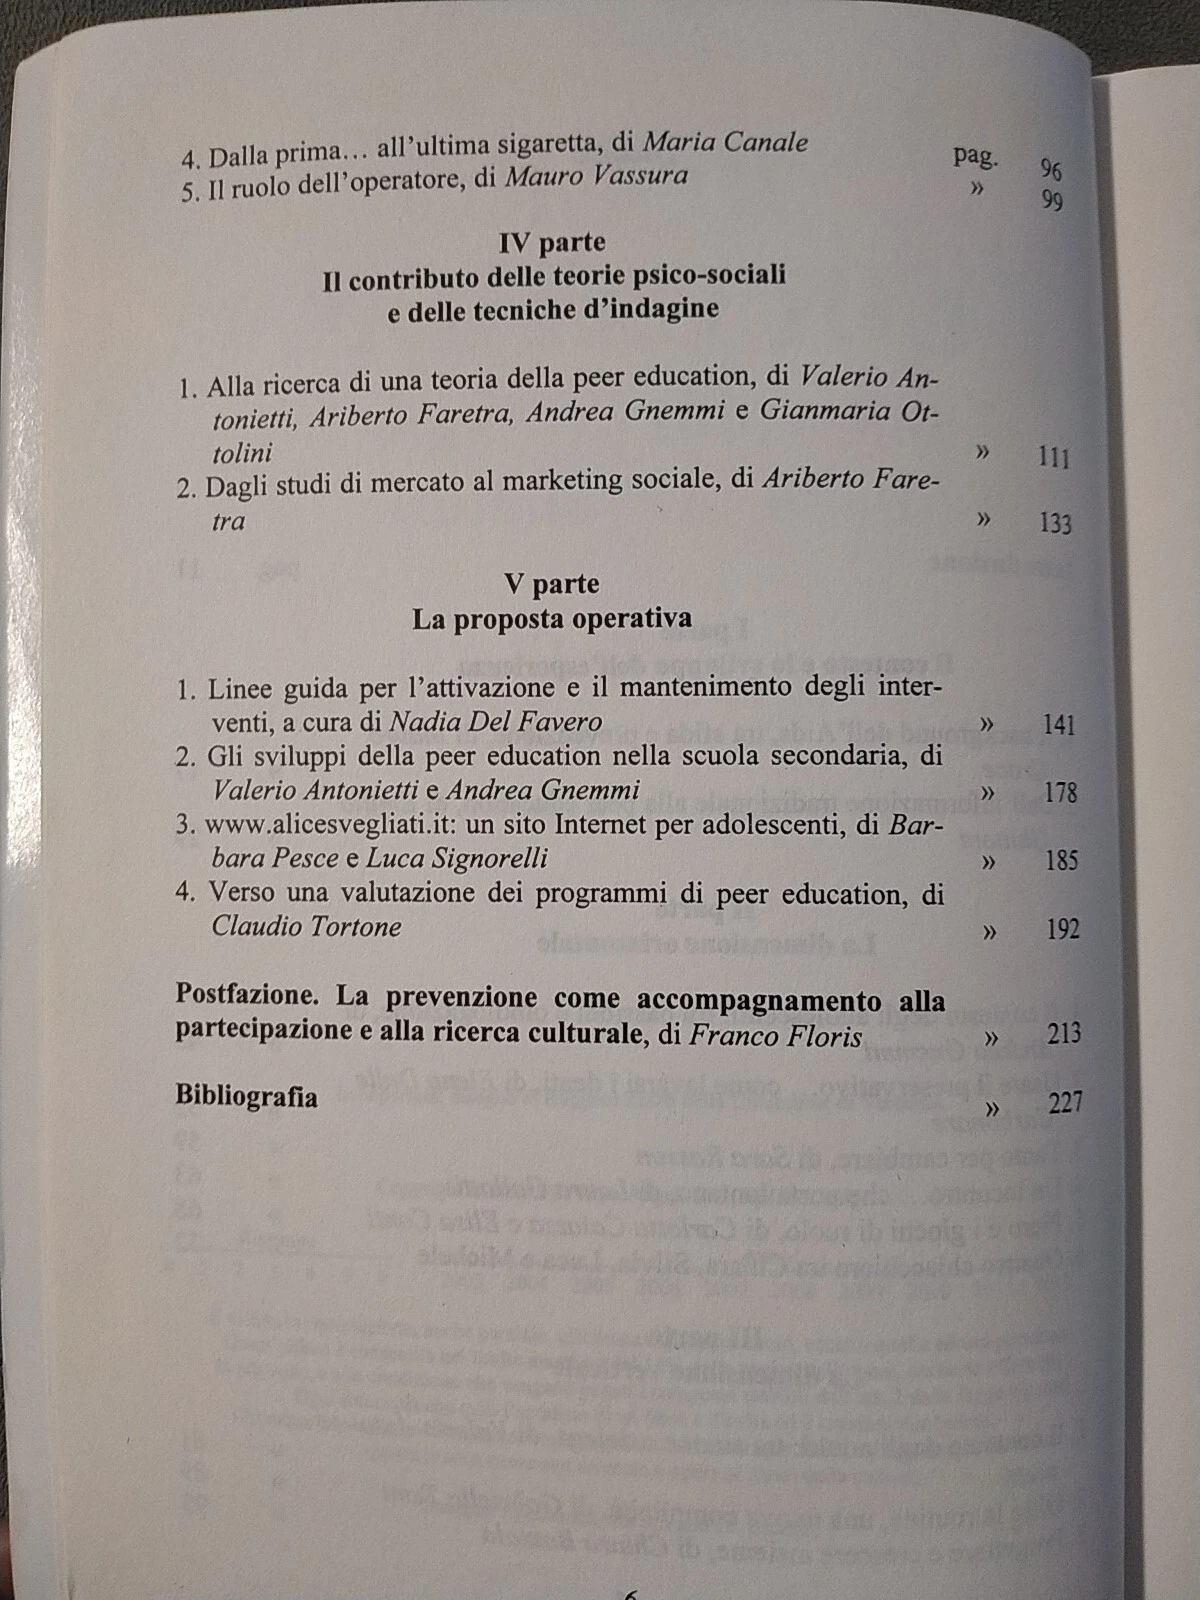 4. Dalla prima… all’ultima sigaretta, di Maria Canale pag. 96
5. Il ruolo dell’operatore, di Mauro Vassura » 99
IV parte
Il contributo delle teorie psico-sociali
e delle tecniche d’indagine
1. Alla ricerca di una teoria della peer education, di Valerio An-
tonietti, Ariberto Faretra, Andrea Gnemmi e Gianmaria Ot-
tolini » 111
2. Dagli studi di mercato al marketing sociale, di Ariberto Fare-
tra » 133
V parte
La proposta operativa
1. Linee guida per l’attivazione e il mantenimento degli inter-
venti, a cura di Nadia Del Favero » 141
2. Gli sviluppi della peer education nella scuola secondaria, di
Valerio Antonietti e Andrea Gnemmi » 178
3. www.alicesvegliati.it: un sito Internet per adolescenti, di Bar-
bara Pesce e Luca Signorelli » 185
4. Verso una valutazione dei programmi di peer education, di
Claudio Tortone » 192
Postfazione. La prevenzione come accompagnamento alla
partecipazione e alla ricerca culturale, di Franco Floris » 213
Bibliografia » 227
6